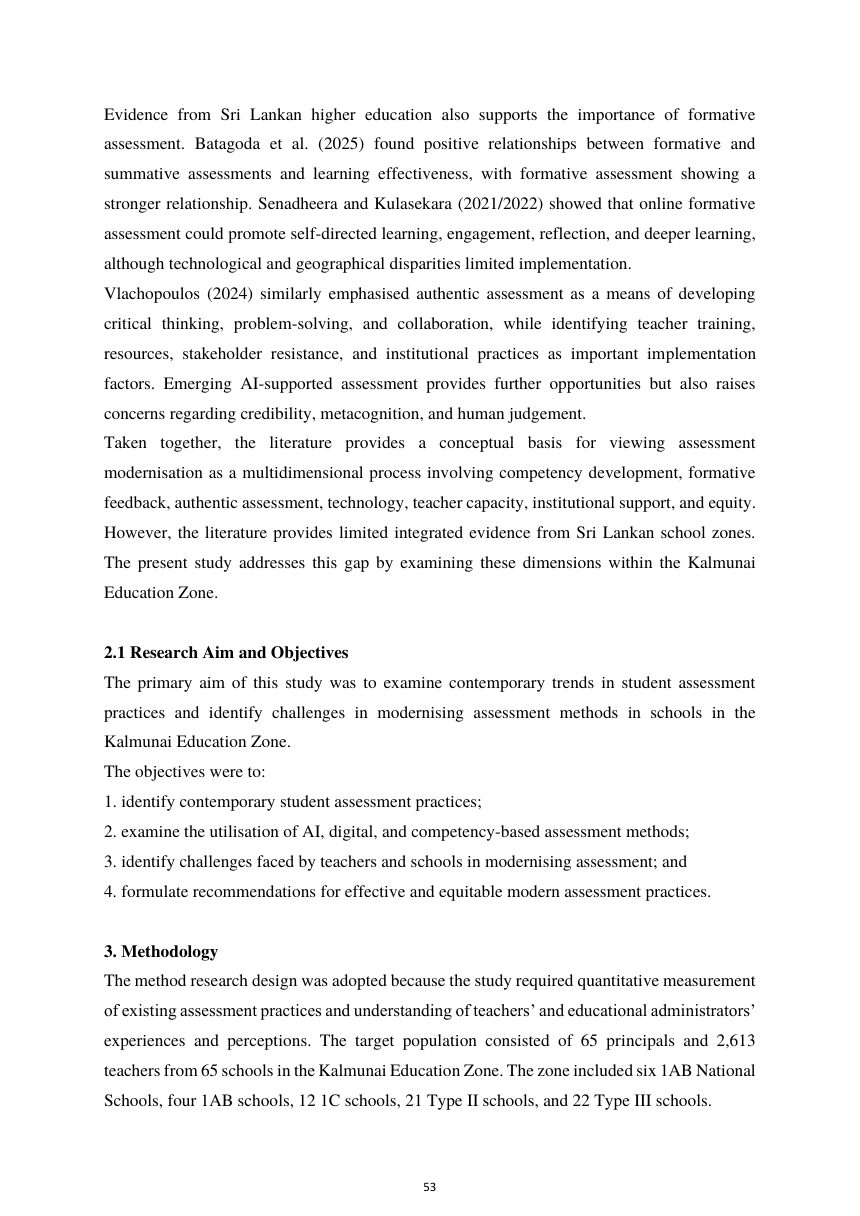 Evidence from Sri Lankan higher education also supports the importance of formative
assessment. Batagoda et al. (2025) found positive relationships between formative and
summative assessments and learning effectiveness, with formative assessment showing a
stronger relationship. Senadheera and Kulasekara (2021/2022) showed that online formative
assessment could promote self-directed learning, engagement, reflection, and deeper learning,
although technological and geographical disparities limited implementation.
Vlachopoulos (2024) similarly emphasised authentic assessment as a means of developing
critical thinking, problem-solving, and collaboration, while identifying teacher training,
resources, stakeholder resistance, and institutional practices as important implementation
factors. Emerging AI-supported assessment provides further opportunities but also raises
concerns regarding credibility, metacognition, and human judgement.
Taken together, the literature provides a conceptual basis for viewing assessment
modernisation as a multidimensional process involving competency development, formative
feedback, authentic assessment, technology, teacher capacity, institutional support, and equity.
However, the literature provides limited integrated evidence from Sri Lankan school zones.
The present study addresses this gap by examining these dimensions within the Kalmunai
Education Zone.
2.1 Research Aim and Objectives
The primary aim of this study was to examine contemporary trends in student assessment
practices and identify challenges in modernising assessment methods in schools in the
Kalmunai Education Zone.
The objectives were to:
1. identify contemporary student assessment practices;
2. examine the utilisation of AI, digital, and competency-based assessment methods;
3. identify challenges faced by teachers and schools in modernising assessment; and
4. formulate recommendations for effective and equitable modern assessment practices.
3. Methodology
The method research design was adopted because the study required quantitative measurement
of existing assessment practices and understanding of teachers’ and educational administrators’
experiences and perceptions. The target population consisted of 65 principals and 2,613
teachers from 65 schools in the Kalmunai Education Zone. The zone included six 1AB National
Schools, four 1AB schools, 12 1C schools, 21 Type II schools, and 22 Type III schools.
53